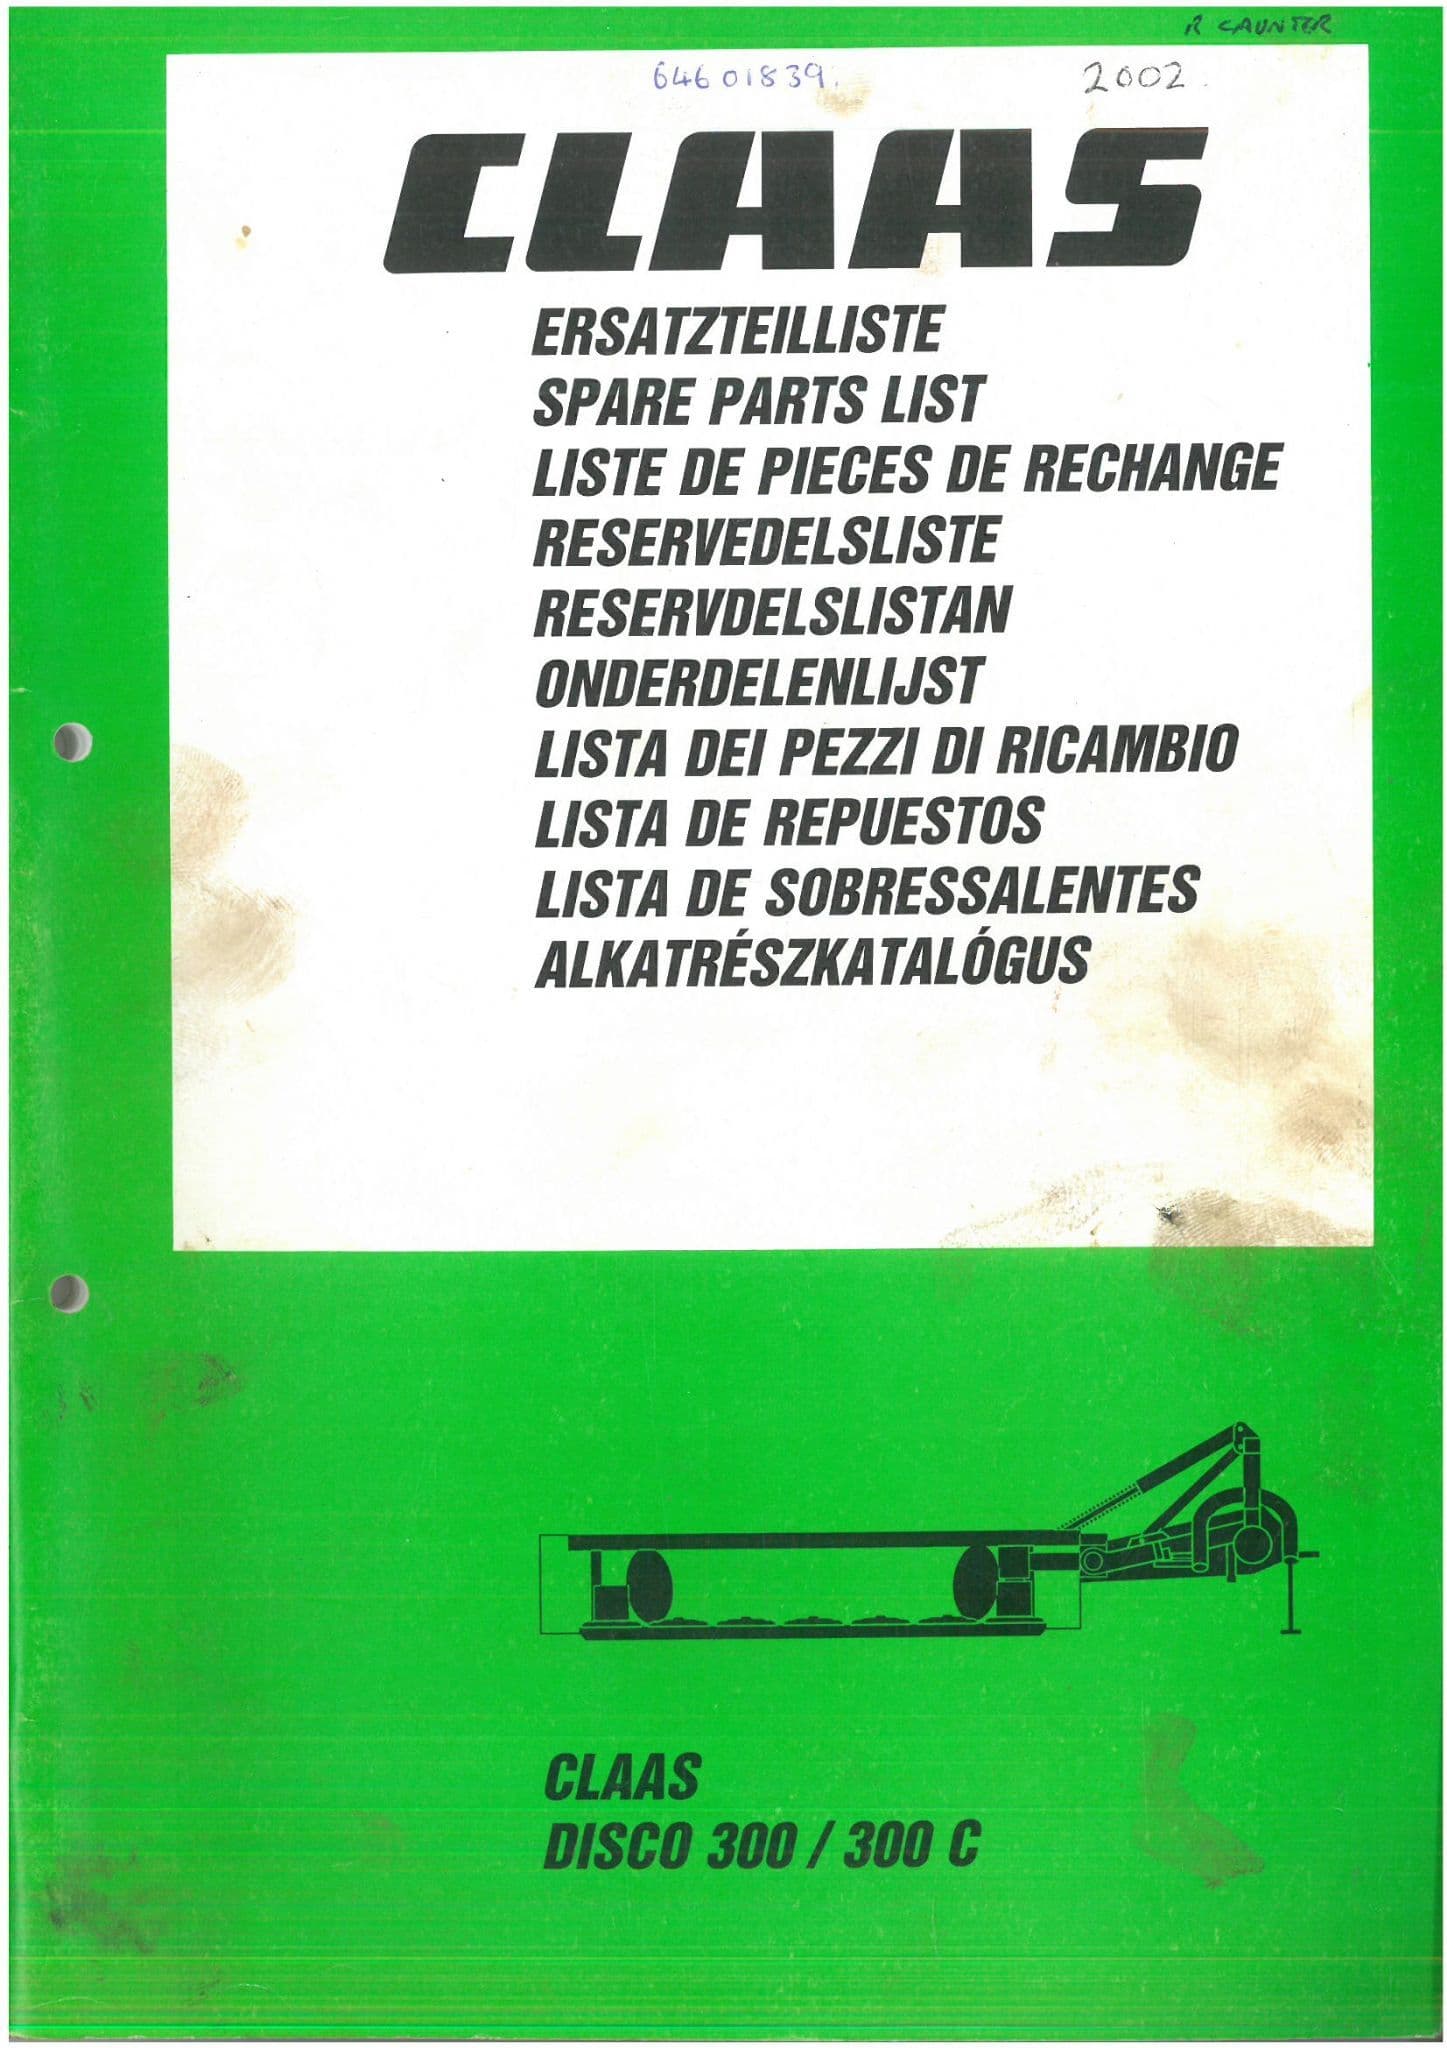 R CAUNTER
64601839.
2002.
CLAAS
ERSATZTEILLISTE
SPARE PARTS LIST
LISTE DE PIECES DE RECHANGE
RESERVEDELSLISTE
RESERVDELSLISTAN
ONDERDELENLIJST
LISTA DEI PEZZI DI RICAMBIO
LISTA DE REPUESTOS
LISTA DE SOBRESSALENTES
ALKATRÉSZKATALÓGUS
CLAAS
DISCO 300 / 300 C